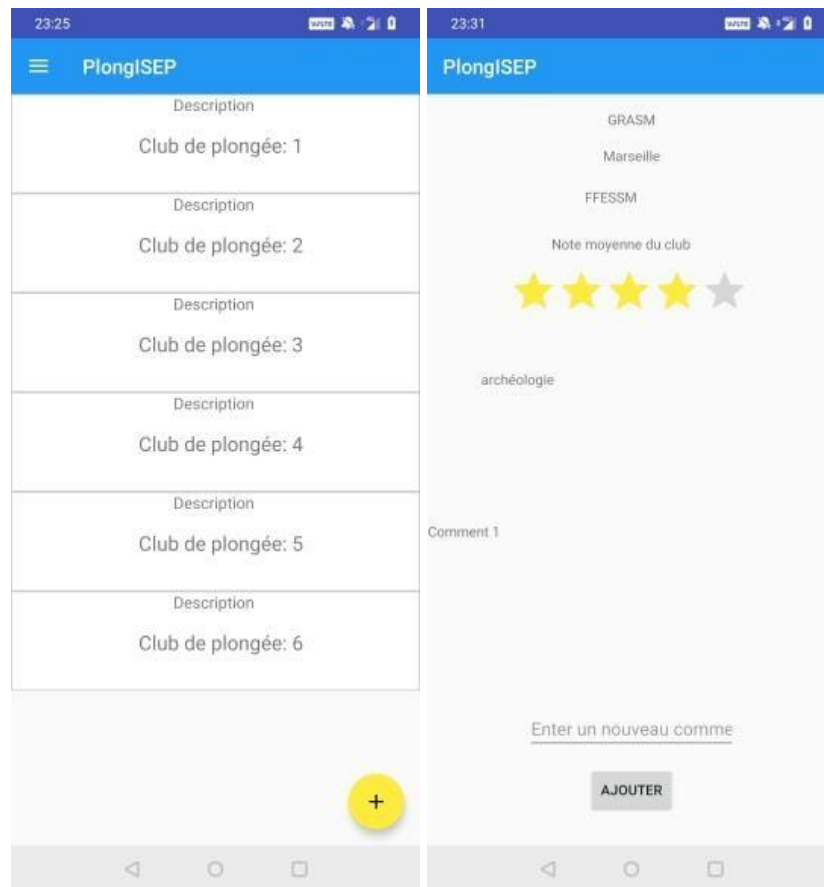 23:25
VoLTE
PlongISEP
Description
Club de plongée: 1
Description
Club de plongée: 2
Description
Club de plongée: 3
Description
Club de plongée: 4
Description
Club de plongée: 5
Description
Club de plongée: 6
+
23:31
VoLTE
PlongISEP
GRASM
Marseille
FFESSM
Note moyenne du club
archéologie
Comment 1
Enter un nouveau comme
AJOUTER